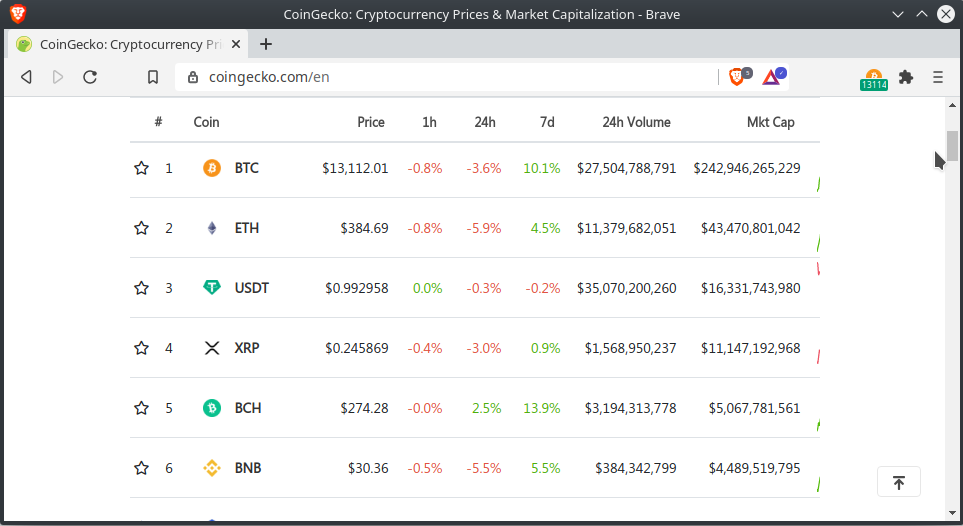 CoinGecko: Cryptocurrency Prices & Market Capitalization - Brave
CoinGecko: Cryptocurrency Pri
coingecko.com/en
5
13114
# Coin Price 1h 24h 7d 24h Volume Mkt Cap
1 BTC $13,112.01 -0.8% -3.6% 10.1% $27,504,788,791 $242,946,265,229
2 ETH $384.69 -0.8% -5.9% 4.5% $11,379,682,051 $43,470,801,042
3 USDT $0.992958 0.0% -0.3% -0.2% $35,070,200,260 $16,331,743,980
4 XRP $0.245869 -0.4% -3.0% 0.9% $1,568,950,237 $11,147,192,968
5 BCH $274.28 -0.0% 2.5% 13.9% $3,194,313,778 $5,067,781,561
6 BNB $30.36 -0.5% -5.5% 5.5% $384,342,799 $4,489,519,795